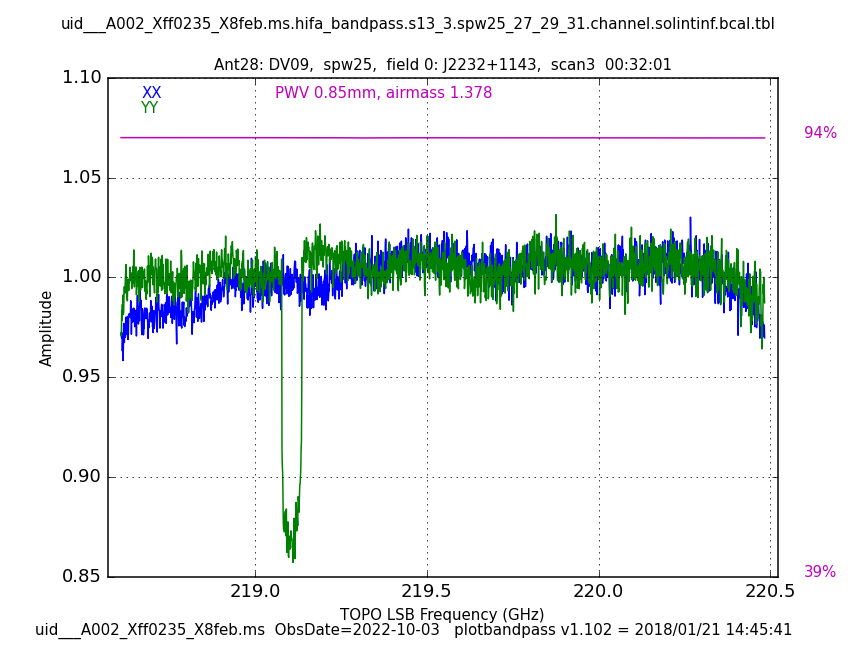 uid___A002_Xff0235_X8feb.ms.hifa_bandpass.s13_3.spw25_27_29_31.channel.solintinf.bcal.tbl
Ant28: DV09,  spw25,  field 0: J2232+1143,  scan3  00:32:01
1.10
XX
PWV 0.85mm, airmass 1.378
YY
94%
1.05
1.00
Amplitude
0.95
0.90
39%
0.85
219.0
219.5
220.0
220.5
TOPO LSB Frequency (GHz)
uid___A002_Xff0235_X8feb.ms  ObsDate=2022-10-03   plotbandpass v1.102 = 2018/01/21 14:45:41